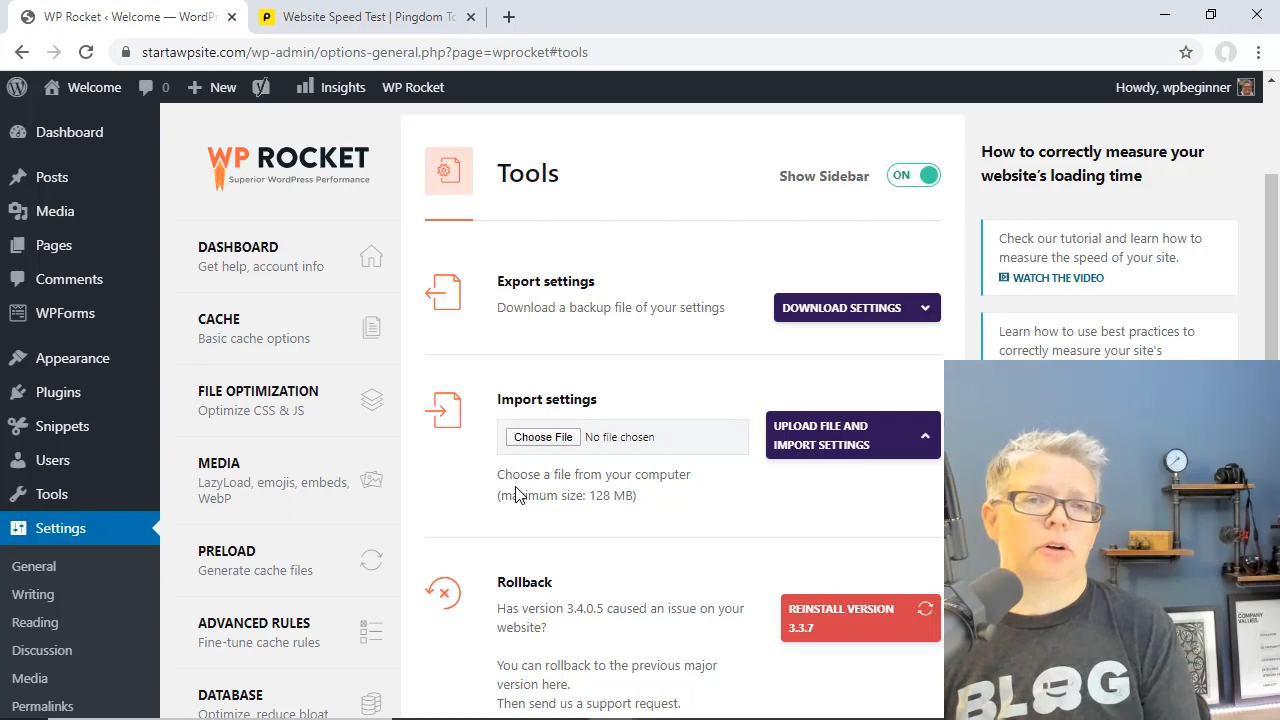 WP Rocket ‹ Welcome — WordPr
Website Speed Test | Pingdom To
startawpsite.com/wp-admin/options-general.php?page=wprocket#tools
Welcome
0
New
Insights
WP Rocket
Howdy, wpbeginner
Dashboard
Posts
Media
Pages
Comments
WPForms
Appearance
Plugins
Snippets
Users
Tools
Settings
General
Writing
Reading
Discussion
Media
Permalinks
WP ROCKET
Superior WordPress Performance
DASHBOARD
Get help, account info
CACHE
Basic cache options
FILE OPTIMIZATION
Optimize CSS & JS
MEDIA
LazyLoad, emojis, embeds,
WebP
PRELOAD
Generate cache files
ADVANCED RULES
Fine-tune cache rules
DATABASE
Optimize, reduce bloat
Tools
Show Sidebar
ON
Export settings
Download a backup file of your settings
DOWNLOAD SETTINGS
Import settings
Choose File
No file chosen
UPLOAD FILE AND
IMPORT SETTINGS
Choose a file from your computer
(maximum size: 128 MB)
Rollback
Has version 3.4.0.5 caused an issue on your
website?
REINSTALL VERSION
3.3.7
You can rollback to the previous major
version here.
Then send us a support request.
How to correctly measure your
website's loading time
Check our tutorial and learn how to
measure the speed of your site.
WATCH THE VIDEO
Learn how to use best practices to
correctly measure your site's
COMPANY
VALUES.
BLOG